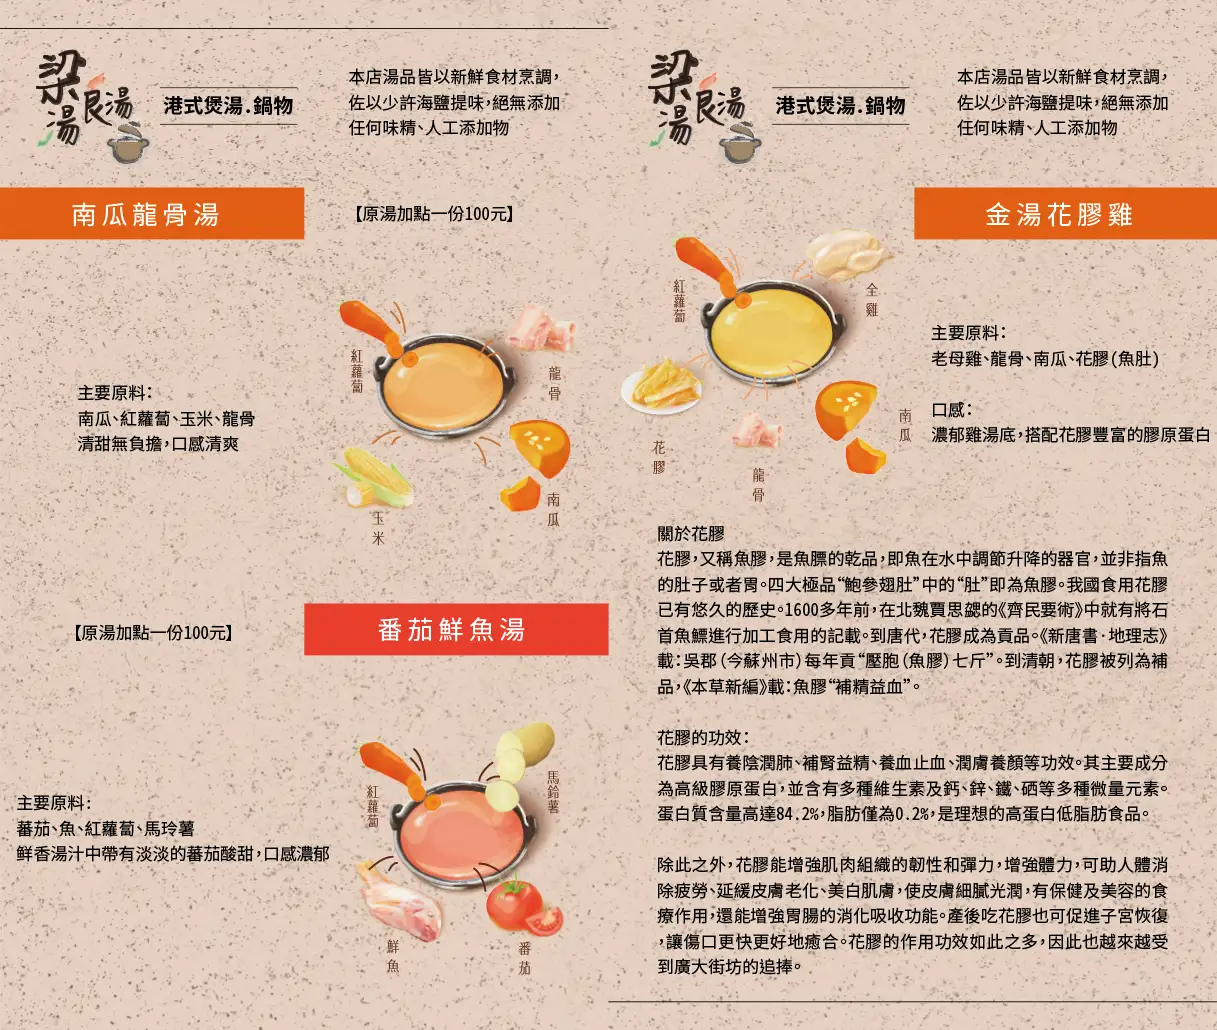 梁
良湯
湯
港式煲湯.鍋物
本店湯品皆以新鮮食材烹調，
佐以少許海鹽提味，絕無添加
任何味精、人工添加物
南瓜龍骨湯
【原湯加點一份100元】
紅蘿蔔
龍骨
主要原料：
南瓜、紅蘿蔔、玉米、龍骨
清甜無負擔，口感清爽
玉米
南瓜
【原湯加點一份100元】
番茄鮮魚湯
紅蘿蔔
馬鈴薯
主要原料：
蕃茄、魚、紅蘿蔔、馬玲薯
鮮香湯汁中帶有淡淡的蕃茄酸甜，口感濃郁
鮮魚
番茄
梁
良湯
湯
港式煲湯.鍋物
本店湯品皆以新鮮食材烹調，
佐以少許海鹽提味，絕無添加
任何味精、人工添加物
金湯花膠雞
紅蘿蔔
全雞
主要原料：
老母雞、龍骨、南瓜、花膠(魚肚)
口感：
濃郁雞湯底，搭配花膠豐富的膠原蛋白
花膠
龍骨
南瓜
關於花膠
花膠，又稱魚膠，是魚膘的乾品，即魚在水中調節升降的器官，並非指魚
的肚子或者胃。四大極品“鮑參翅肚”中的“肚”即為魚膠。我國食用花膠
已有悠久的歷史。1600多年前，在北魏賈思勰的《齊民要術》中就有將石
首魚鰾進行加工食用的記載。到唐代，花膠成為貢品。《新唐書·地理志》
載：吳郡(今蘇州市)每年貢“壓胞(魚膠)七斤”。到清朝，花膠被列為補
品，《本草新編》載：魚膠“補精益血”。
花膠的功效：
花膠具有養陰潤肺、補腎益精、養血止血、潤膚養顏等功效。其主要成分
為高級膠原蛋白，並含有多種維生素及鈣、鋅、鐵、硒等多種微量元素。
蛋白質含量高達84.2%，脂肪僅為0.2%，是理想的高蛋白低脂肪食品。
除此之外，花膠能增強肌肉組織的韌性和彈力，增強體力，可助人體消
除疲勞、延緩皮膚老化、美白肌膚，使皮膚細膩光潤，有保健及美容的食
療作用，還能增強胃腸的消化吸收功能。產後吃花膠也可促進子宮恢復
，讓傷口更快更好地癒合。花膠的作用功效如此之多，因此也越來越受
到廣大街坊的追捧。